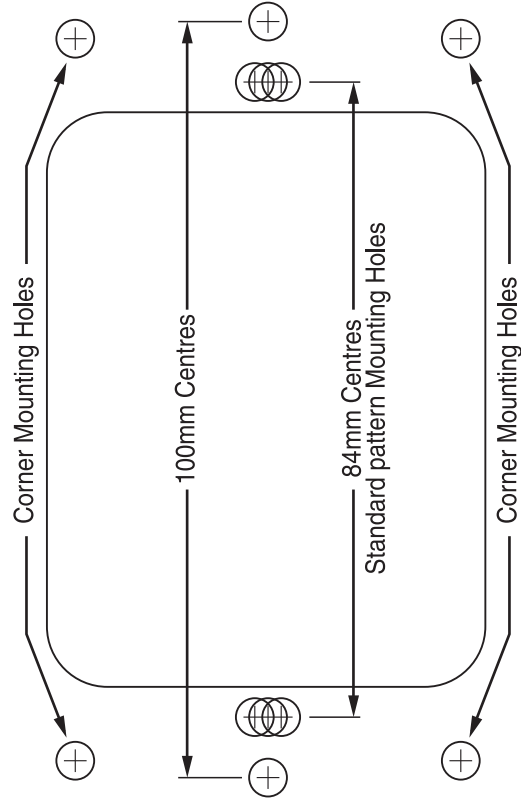 Corner Mounting Holes
100mm Centres
84mm Centres
Standard pattern Mounting Holes
Corner Mounting Holes